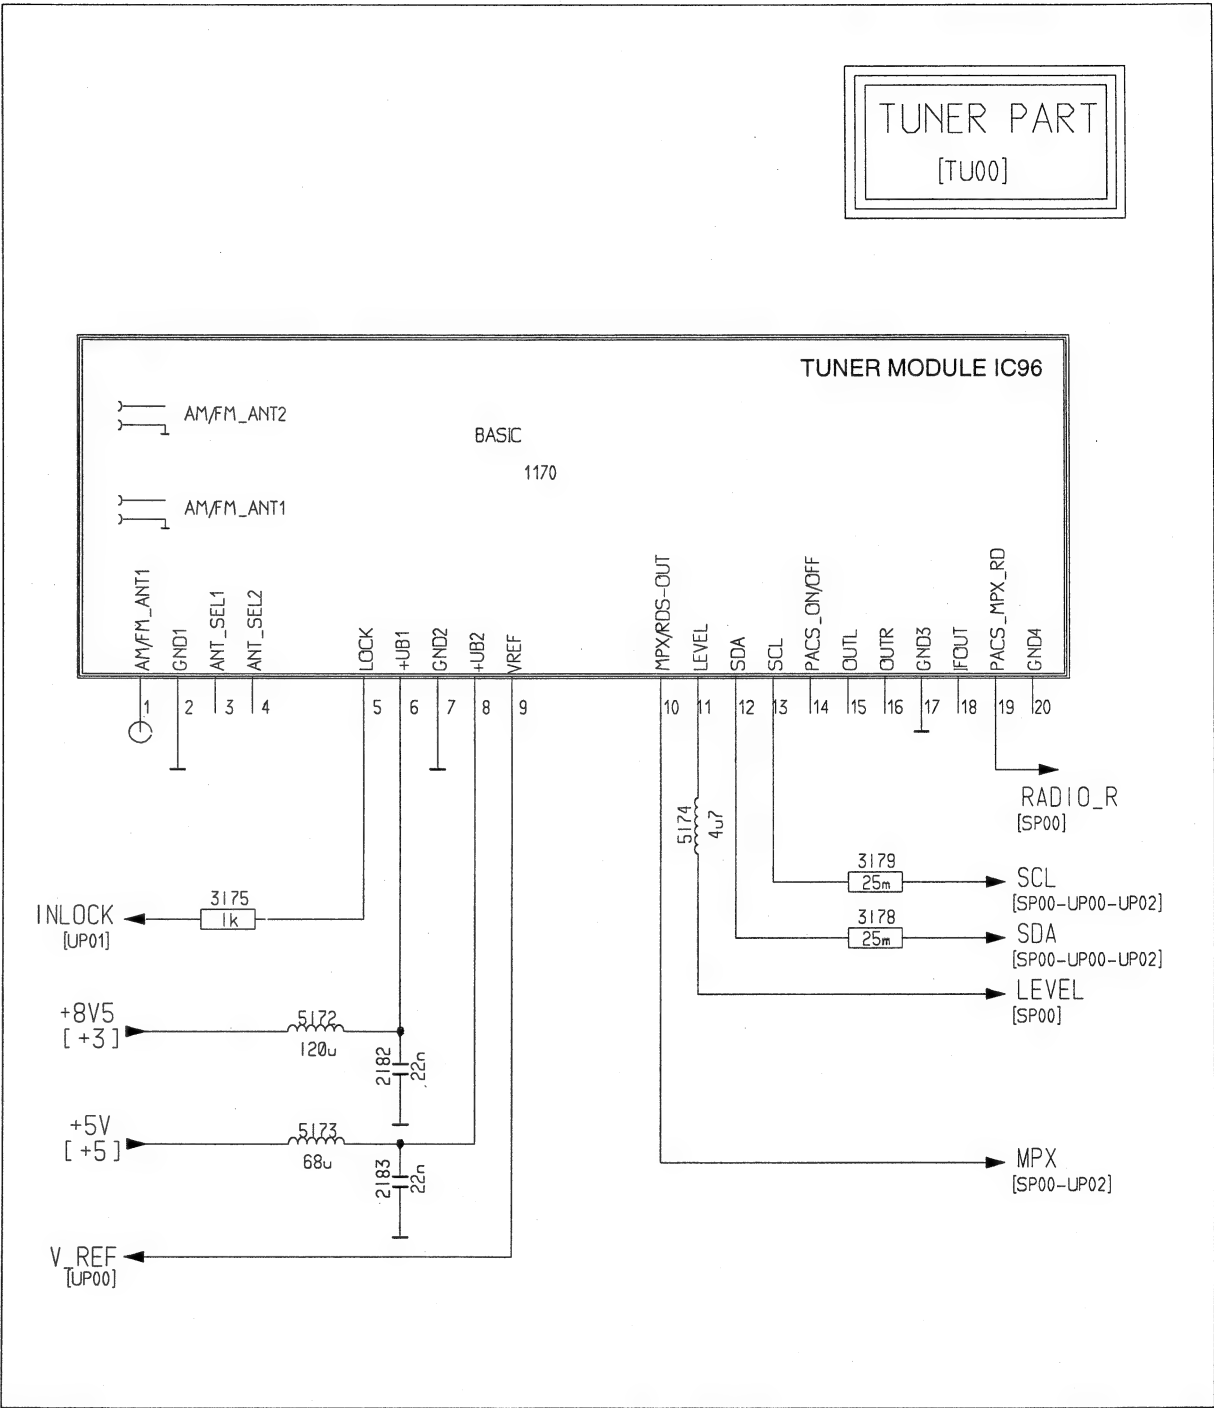 TUNER PART
[TU00]
TUNER MODULE IC96
AM/FM_ANT2
BASIC
1170
AM/FM_ANT1
AM/FM_ANT1
GND1
ANT_SEL1
ANT_SEL2
LOCK
+UB1
GND2
+UB2
VREF
MPX/RDS-OUT
LEVEL
SDA
SCL
PACS_ON/OFF
OUTL
OUTR
GND3
IFOUT
PACS_MPX_RD
GND4
1 2 3 4 5 6 7 8 9 10 11 12 13 14 15 16 17 18 19 20
RADIO_R
[SP00]
5174
4u7
3179
25m
SCL
[SP00-UP00-UP02]
3178
25m
SDA
[SP00-UP00-UP02]
LEVEL
[SP00]
3175
1k
INLOCK
[UP01]
+8V5
[+3]
5172
120u
2182
22n
+5V
[+5]
5173
68u
2183
22n
MPX
[SP00-UP02]
V_REF
[UP00]